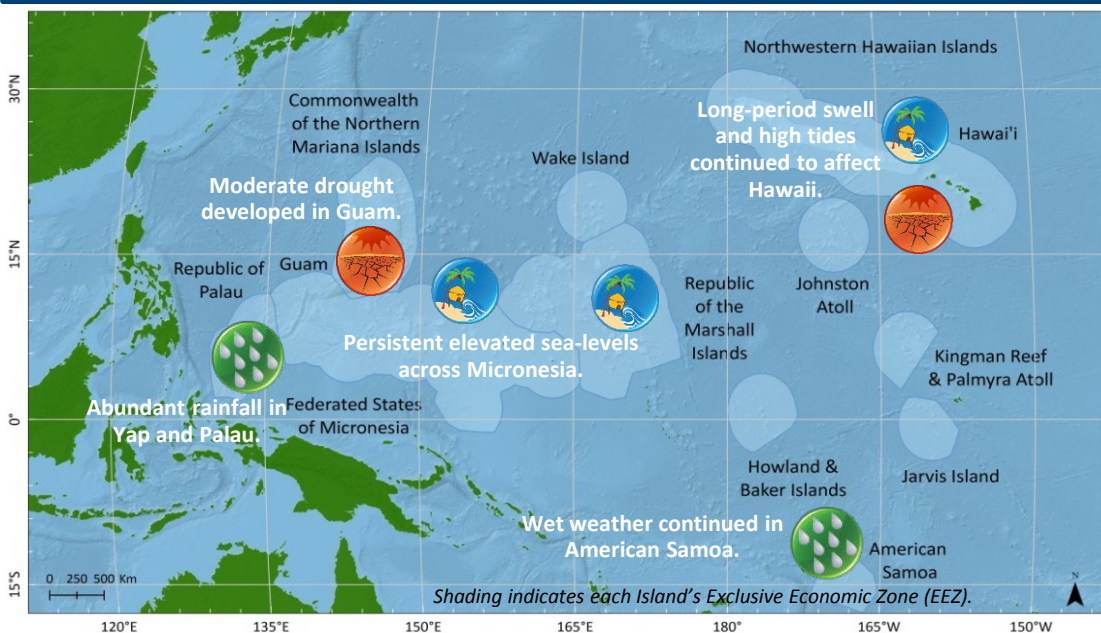 Northwestern Hawaiian Islands
30°N
Commonwealth
of the Northern
Mariana Islands
Long-period swell
and high tides
continued to affect
Hawaii.
Hawai'i
Wake Island
Moderate drought
developed in Guam.
15°N
Republic of
Palau
Guam
Republic
of the
Marshall
Islands
Johnston
Atoll
Persistent elevated sea-levels
across Micronesia.
Kingman Reef
& Palmyra Atoll
Abundant rainfall in
Yap and Palau.
Federated States
of Micronesia
0°
Howland &
Baker Islands
Jarvis Island
Wet weather continued in
American Samoa.
American
Samoa
0 250 500 Km
15°S
Shading indicates each Island's Exclusive Economic Zone (EEZ).
N
120°E 135°E 150°E 165°E 180° 165°W 150°W